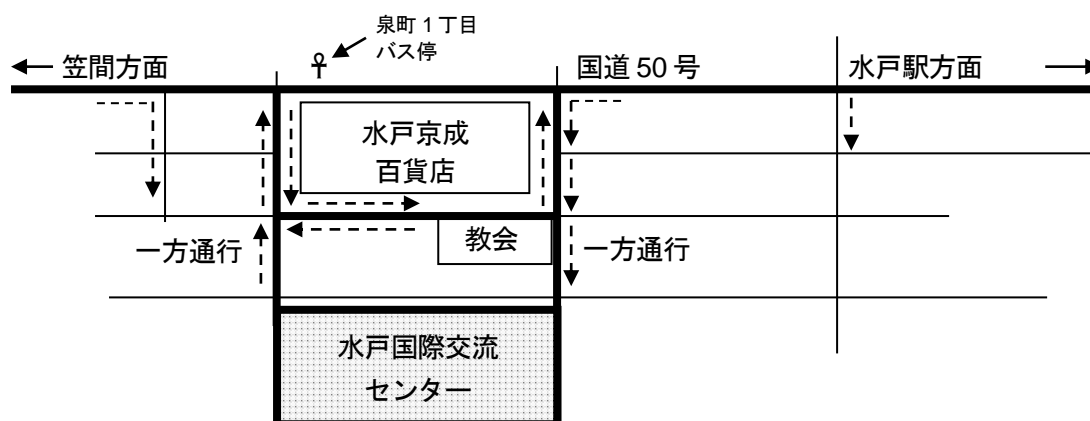 泉町1丁目
バス停
笠間方面
国道50号
水戸駅方面
水戸京成
百貨店
一方通行
教会
一方通行
水戸国際交流
センター